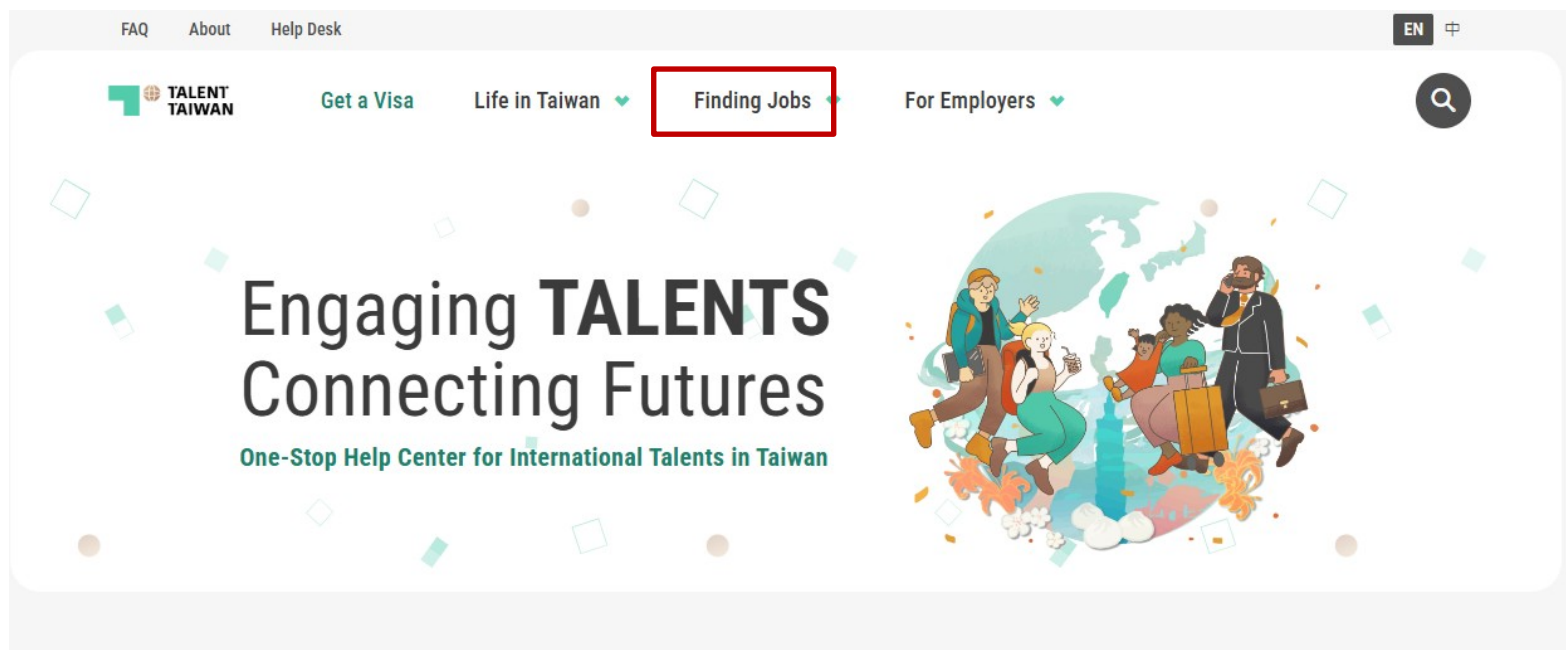 FAQ About Help Desk EN 中
TALENT
TAIWAN
Get a Visa Life in Taiwan Finding Jobs For Employers
Engaging TALENTS
Connecting Futures
One-Stop Help Center for International Talents in Taiwan